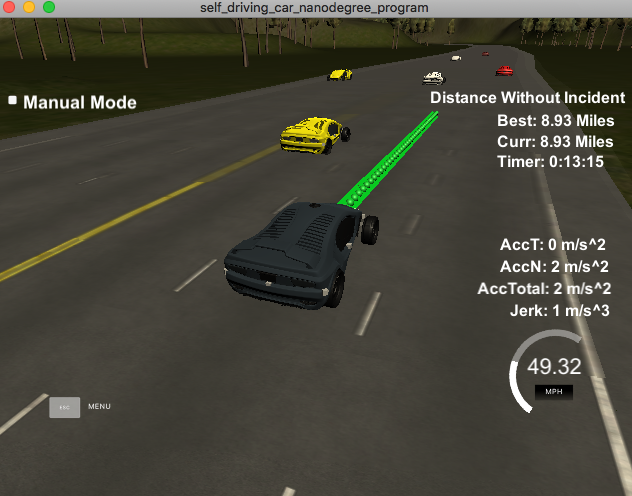 self_driving_car_nanodegree_program
Manual Mode
Distance Without Incident
Best: 8.93 Miles
Curr: 8.93 Miles
Timer: 0:13:15
AccT: 0 m/s^2
AccN: 2 m/s^2
AccTotal: 2 m/s^2
Jerk: 1 m/s^3
49.32
MPH
ESC MENU